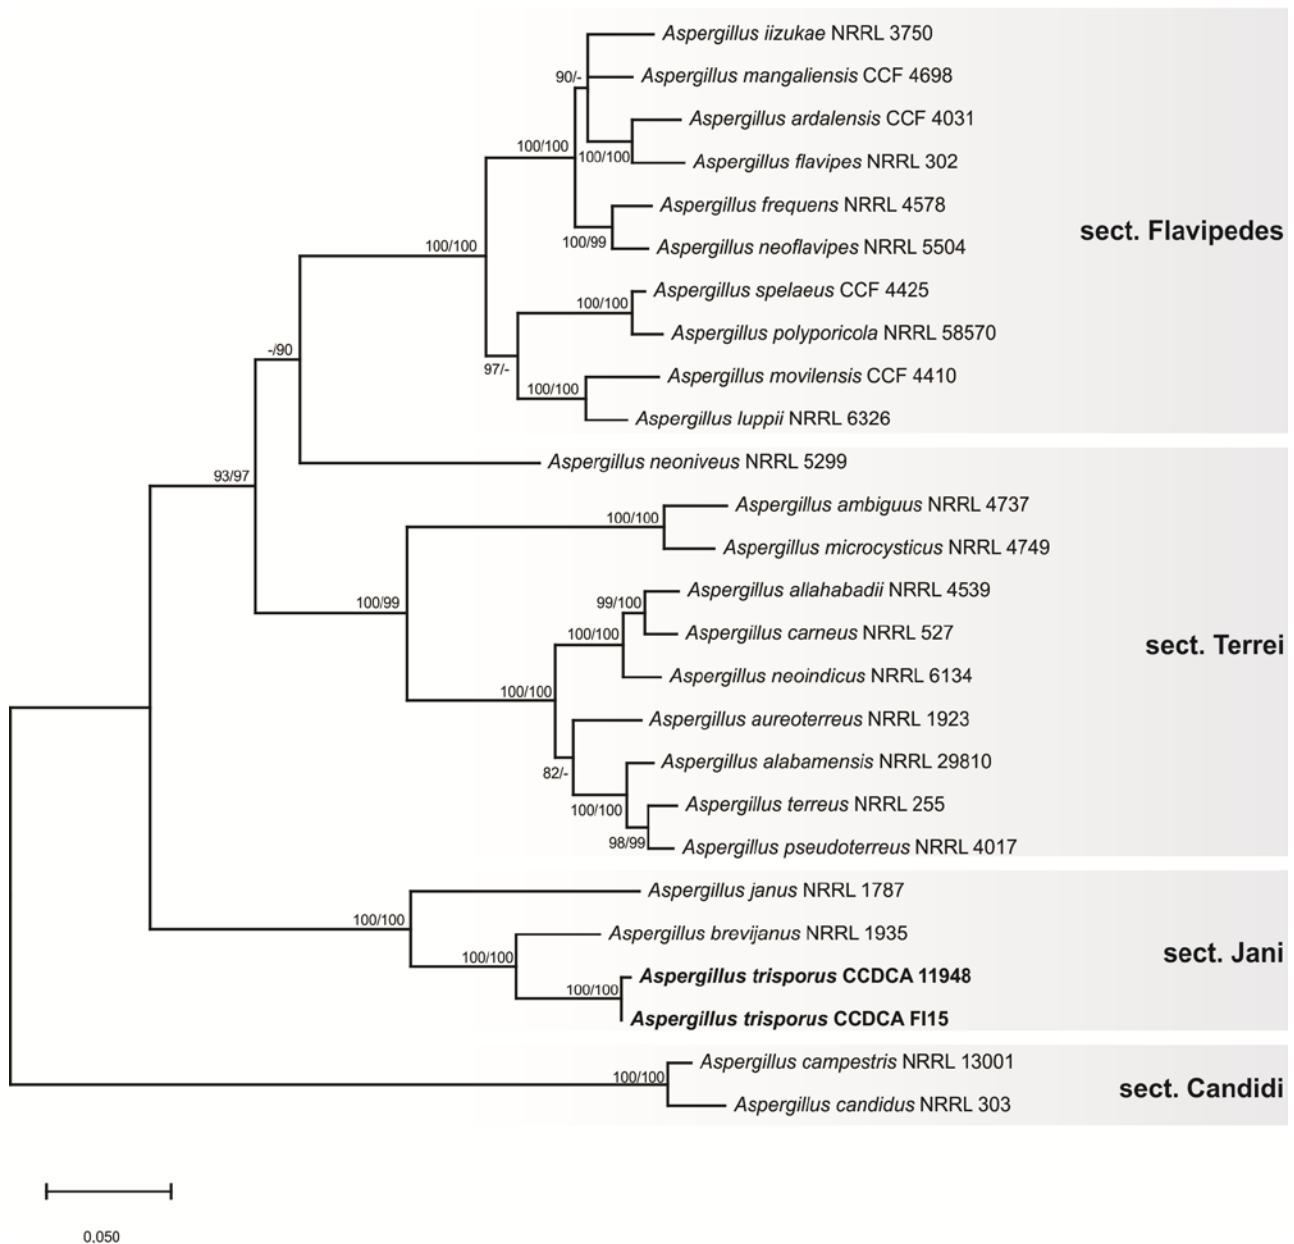 Aspergillus iizukae NRRL 3750
90/-
Aspergillus mangaliensis CCF 4698
Aspergillus ardalensis CCF 4031
100/100
100/100
Aspergillus flavipes NRRL 302
Aspergillus frequens NRRL 4578
sect. Flavipedes
100/99
100/100
Aspergillus neoflavipes NRRL 5504
Aspergillus spelaeus CCF 4425
100/100
Aspergillus polyporicola NRRL 58570
-/90
97/-
Aspergillus movilensis CCF 4410
100/100
Aspergillus luppii NRRL 6326
Aspergillus neoniveus NRRL 5299
93/97
Aspergillus ambiguus NRRL 4737
100/100
Aspergillus microcysticus NRRL 4749
Aspergillus allahabadii NRRL 4539
100/99
99/100
100/100
Aspergillus carneus NRRL 527
sect. Terrei
Aspergillus neoindicus NRRL 6134
100/100
Aspergillus aureoterreus NRRL 1923
Aspergillus alabamensis NRRL 29810
82/-
Aspergillus terreus NRRL 255
100/100
98/99
Aspergillus pseudoterreus NRRL 4017
Aspergillus janus NRRL 1787
100/100
Aspergillus brevijanus NRRL 1935
sect. Jani
100/100
Aspergillus trisporus CCDCA 11948
100/100
Aspergillus trisporus CCDCA FI15
Aspergillus campestris NRRL 13001
100/100
sect. Candidi
Aspergillus candidus NRRL 303
0.050